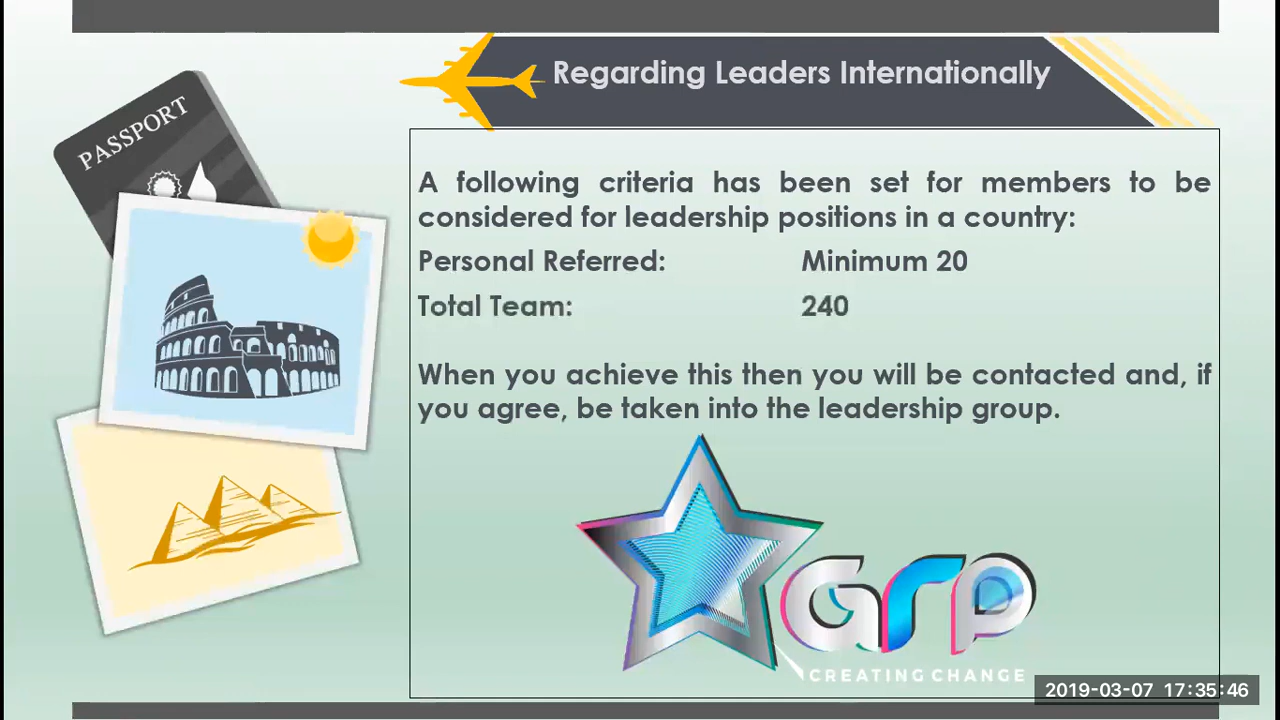 Regarding Leaders Internationally
PASSPORT
A following criteria has been set for members to be
considered for leadership positions in a country:
Personal Referred: Minimum 20
Total Team: 240
When you achieve this then you will be contacted and, if
you agree, be taken into the leadership group.
grp
CREATING CHANGE
2019-03-07 17:35:46